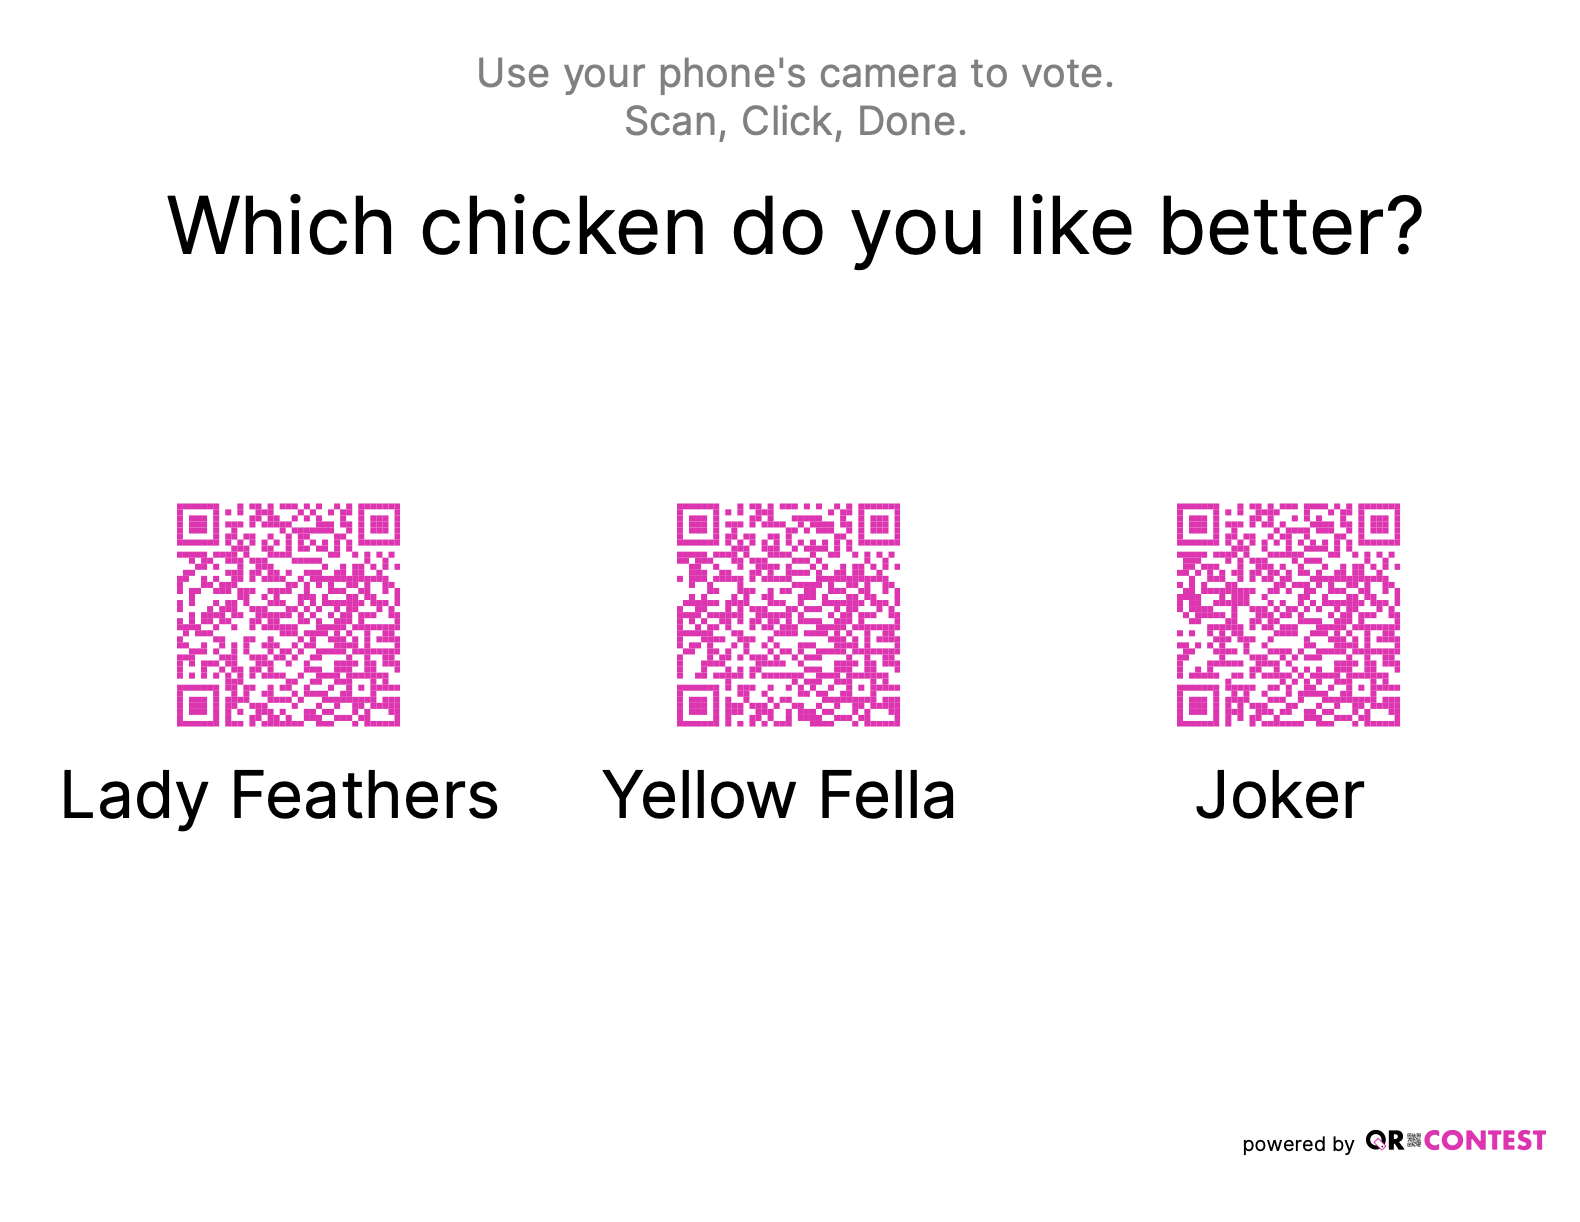 Use your phone's camera to vote.
Scan, Click, Done.
Which chicken do you like better?
Lady Feathers
Yellow Fella
Joker
powered by QR CONTEST